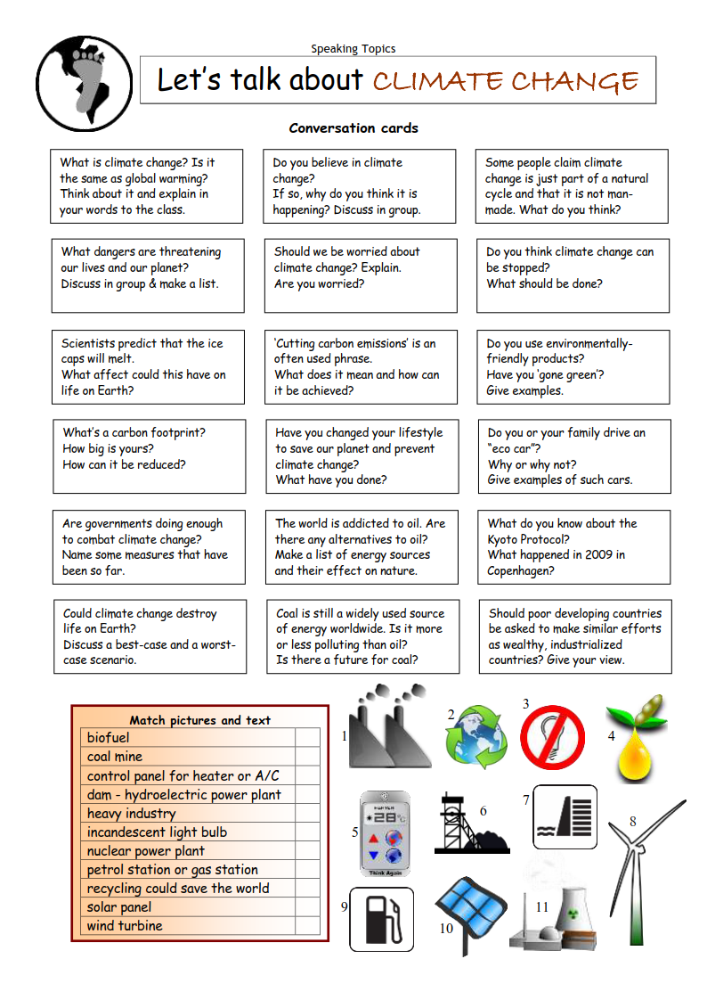 Speaking Topics
Let's talk about CLIMATE CHANGE
Conversation cards
What is climate change? Is it
the same as global warming?
Think about it and explain in
your words to the class.
Do you believe in climate
change?
If so, why do you think it is
happening? Discuss in group.
Some people claim climate
change is just part of a natural
cycle and that it is not man-
made. What do you think?
What dangers are threatening
our lives and our planet?
Discuss in group & make a list.
Should we be worried about
climate change? Explain.
Are you worried?
Do you think climate change can
be stopped?
What should be done?
Scientists predict that the ice
caps will melt.
What affect could this have on
life on Earth?
'Cutting carbon emissions' is an
often used phrase.
What does it mean and how can
it be achieved?
Do you use environmentally-
friendly products?
Have you 'gone green'?
Give examples.
What's a carbon footprint?
How big is yours?
How can it be reduced?
Have you changed your lifestyle
to save our planet and prevent
climate change?
What have you done?
Do you or your family drive an
"eco car"?
Why or why not?
Give examples of such cars.
Are governments doing enough
to combat climate change?
Name some measures that have
been so far.
The world is addicted to oil. Are
there any alternatives to oil?
Make a list of energy sources
and their effect on nature.
What do you know about the
Kyoto Protocol?
What happened in 2009 in
Copenhagen?
Could climate change destroy
life on Earth?
Discuss a best-case and a worst-
case scenario.
Coal is still a widely used source
of energy worldwide. Is it more
or less polluting than oil?
Is there a future for coal?
Should poor developing countries
be asked to make similar efforts
as wealthy, industrialized
countries? Give your view.
Match pictures and text
biofuel
coal mine
control panel for heater or A/C
dam - hydroelectric power plant
heavy industry
incandescent light bulb
nuclear power plant
petrol station or gas station
recycling could save the world
solar panel
wind turbine
1
2
3
4
5
HEATER
28°C
Think Again
6
7
8
9
10
11